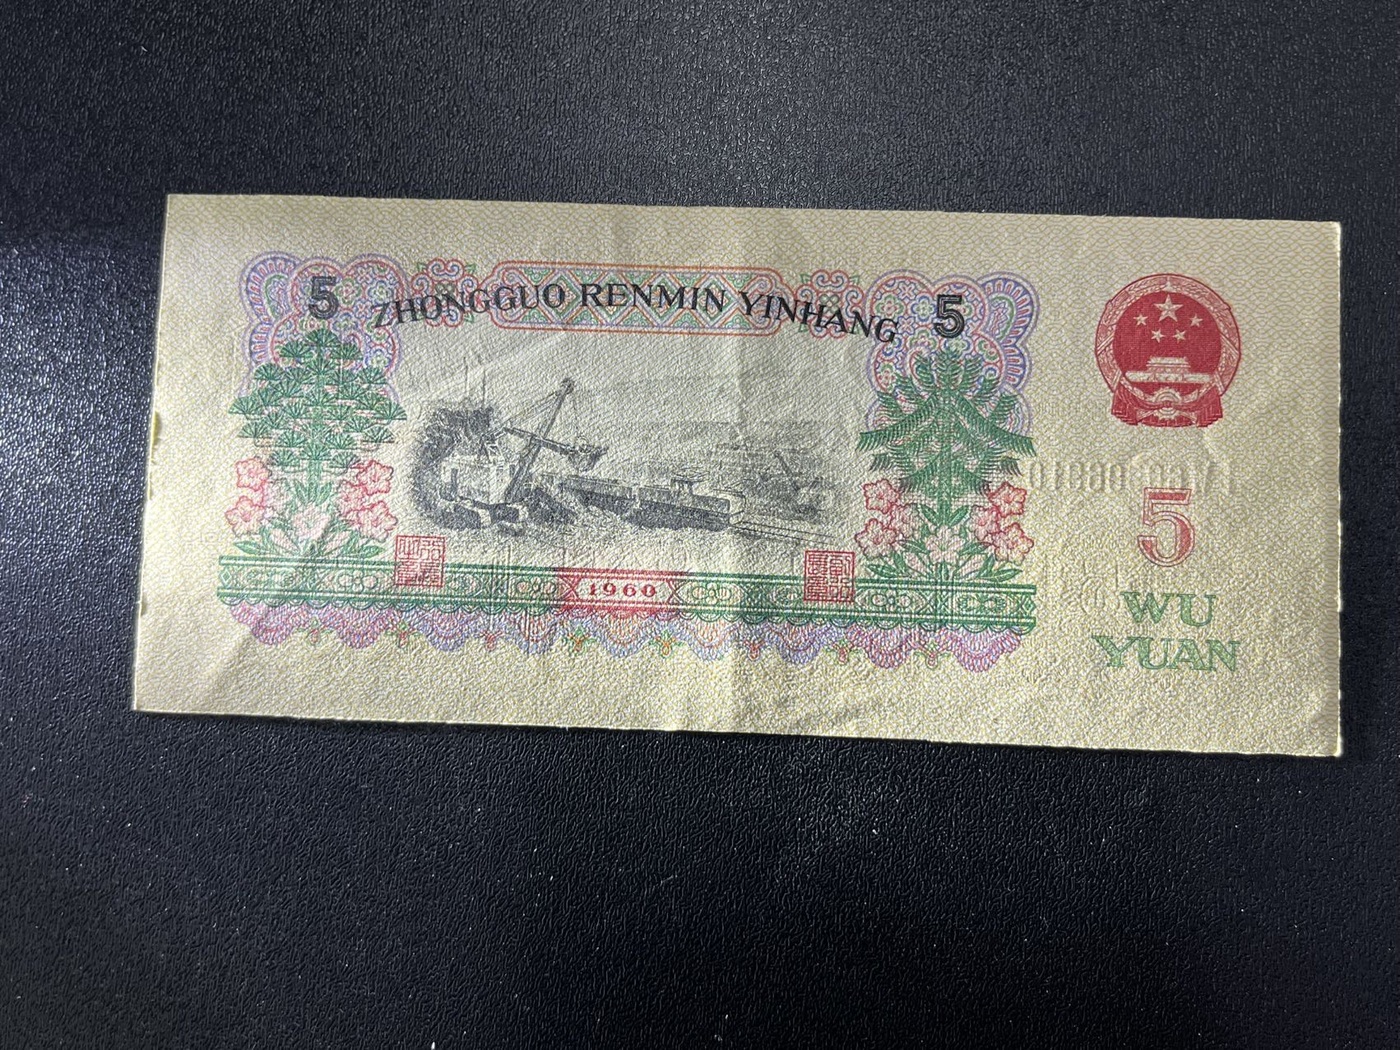 5 ZHONGGUO RENMIN YINHANG 5
1960
5
WU
YUAN